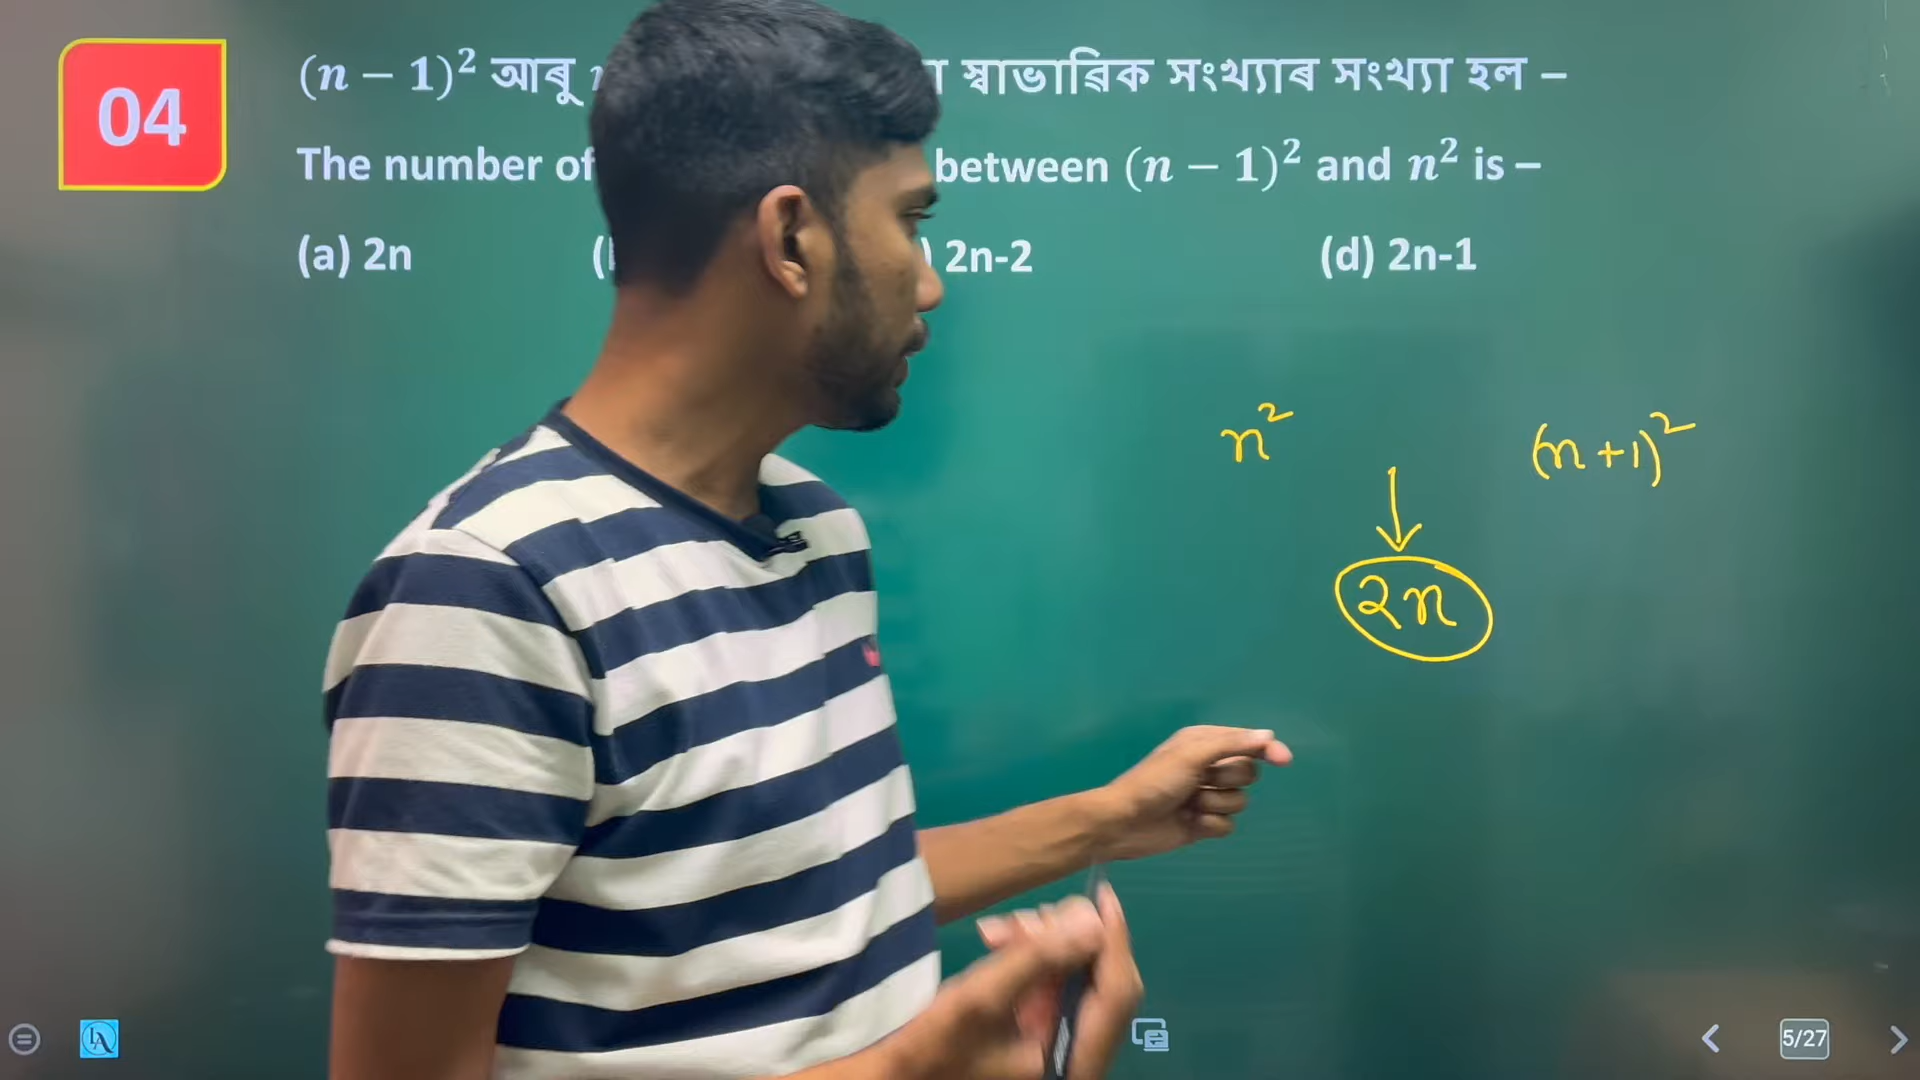 04
(n – 1)² আৰু
স্বাভাৱিক সংখ্যাৰ সংখ্যা হল –
The number of
between (n – 1)² and n² is –
(a) 2n
2n-2
(d) 2n-1
n²
(n+1)²
2n
5/27